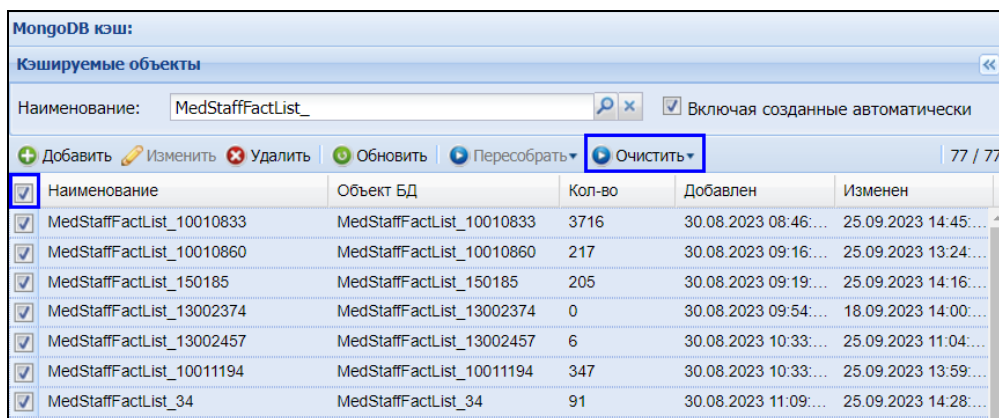 MongoDB кэш:
Кэшируемые объекты
Наименование: MedStaffFactList_ Включая созданные автоматически
Добавить Изменить Удалить Обновить Пересобрать Очистить 77 / 77
Наименование Объект БД Кол-во Добавлен Изменен
MedStaffFactList_10010833 MedStaffFactList_10010833 3716 30.08.2023 08:46:... 25.09.2023 14:45:...
MedStaffFactList_10010860 MedStaffFactList_10010860 217 30.08.2023 09:16:... 25.09.2023 13:24:...
MedStaffFactList_150185 MedStaffFactList_150185 205 30.08.2023 09:19:... 25.09.2023 14:16:...
MedStaffFactList_13002374 MedStaffFactList_13002374 0 30.08.2023 09:54:... 18.09.2023 14:00:...
MedStaffFactList_13002457 MedStaffFactList_13002457 6 30.08.2023 10:33:... 25.09.2023 11:04:...
MedStaffFactList_10011194 MedStaffFactList_10011194 347 30.08.2023 10:33:... 25.09.2023 13:59:...
MedStaffFactList_34 MedStaffFactList_34 91 30.08.2023 11:09:... 25.09.2023 14:28:...